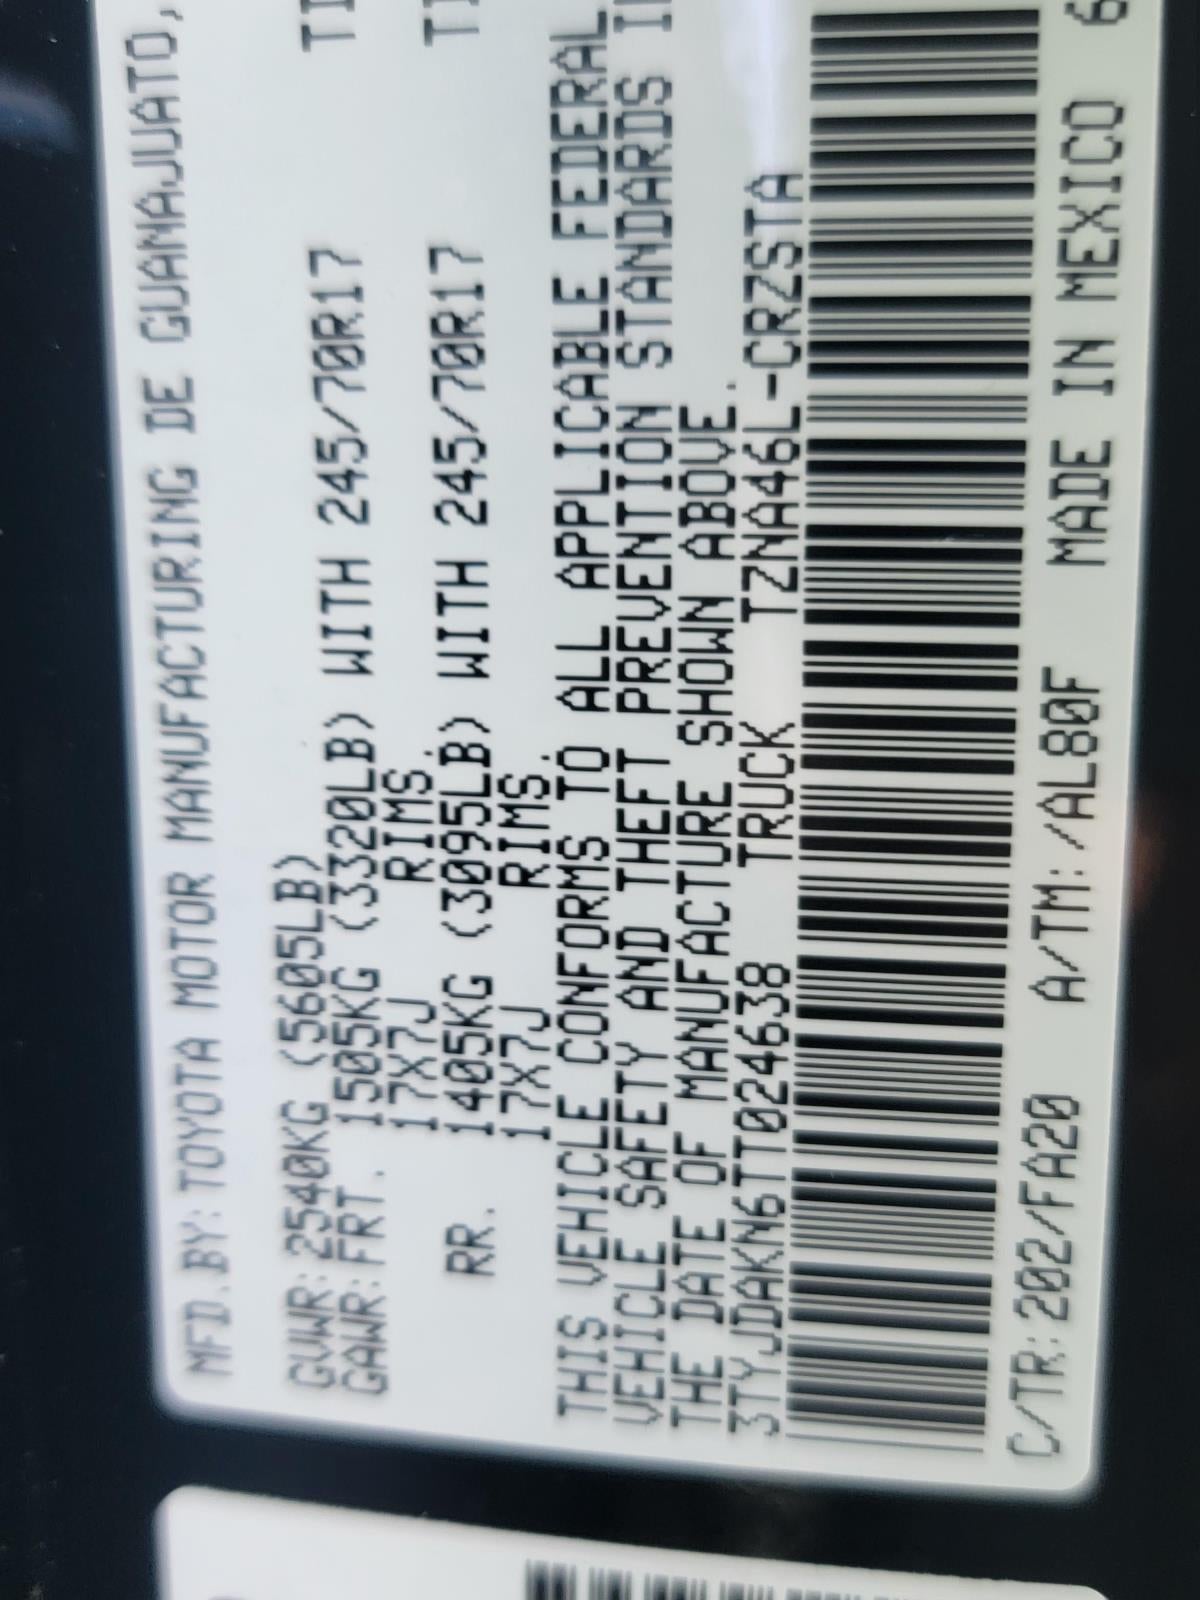 MFD.BY: TOYOTA MOTOR MANUFACTURING DE GUANAJUATO,
GVWR: 2540KG (5605LB)
GAWR: FRT. 1505KG (3320LB) WITH 245/70R17 TI
17X7J RIMS.
RR. 1405KG (3095LB) WITH 245/70R17 TI
17X7J RIMS.
THIS VEHICLE CONFORMS TO ALL APPLICABLE FEDERAL
VEHICLE SAFETY AND THEFT PREVENTION STANDARDS I
THE DATE OF MANUFACTURE SHOWN ABOVE.
3TYJDAKN6TT024638 TRUCK TZNA46L-CRZSTA
C/TR: 202/FA20 A/TM: /AL80F MADE IN MEXICO 6